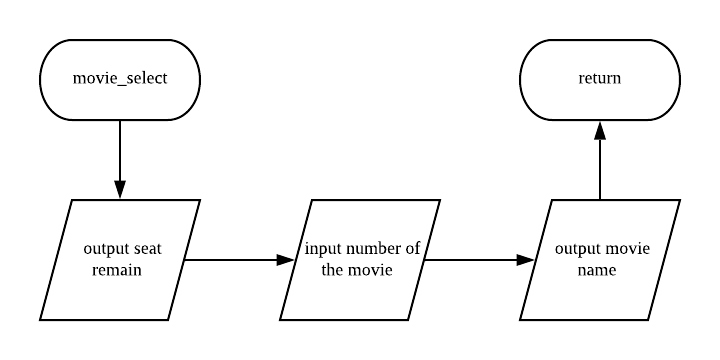 movie_select
output seat
remain
input number of
the movie
output movie
name
return